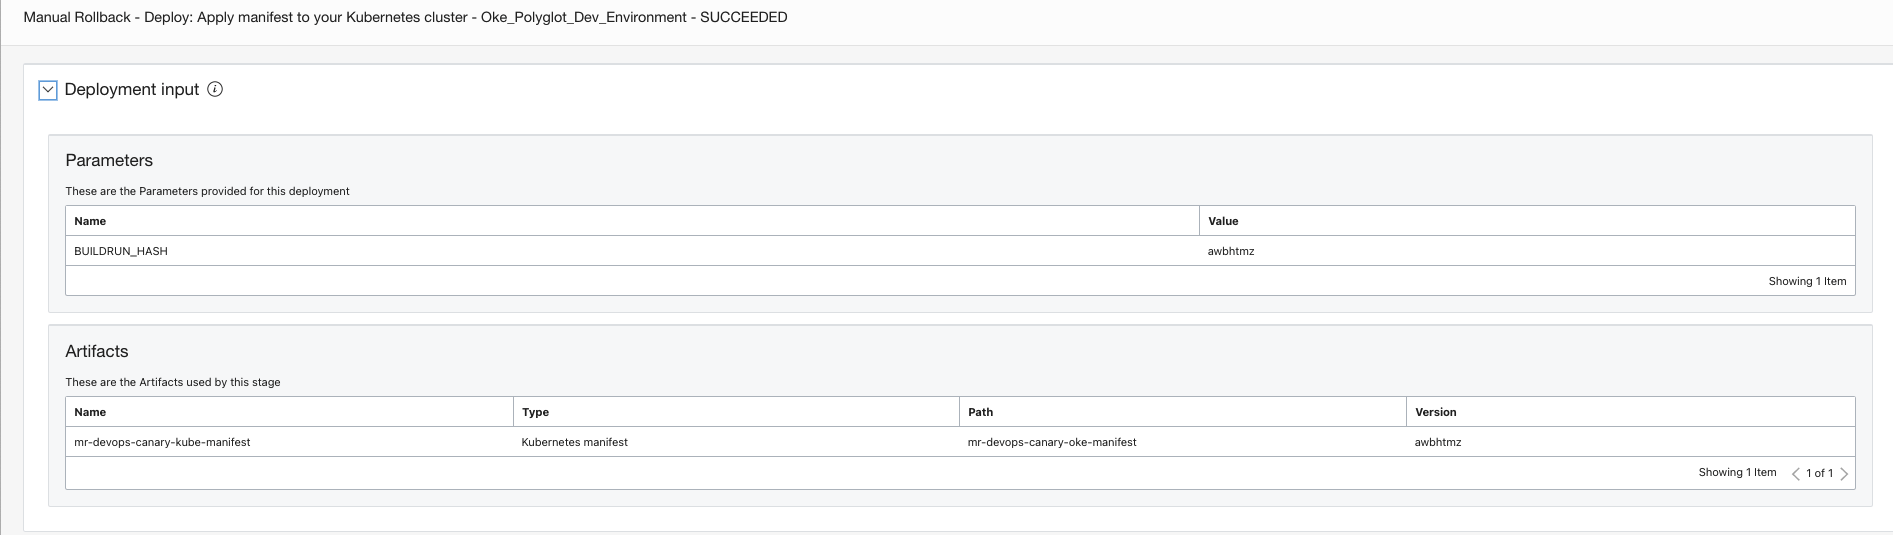 Manual Rollback - Deploy: Apply manifest to your Kubernetes cluster - Oke_Polyglot_Dev_Environment - SUCCEEDED
Deployment input i
Parameters
These are the Parameters provided for this deployment
Name Value
BUILDRUN_HASH awbhtmz
Showing 1 Item
Artifacts
These are the Artifacts used by this stage
Name Type Path Version
mr-devops-canary-kube-manifest Kubernetes manifest mr-devops-canary-oke-manifest awbhtmz
Showing 1 Item 1 of 1